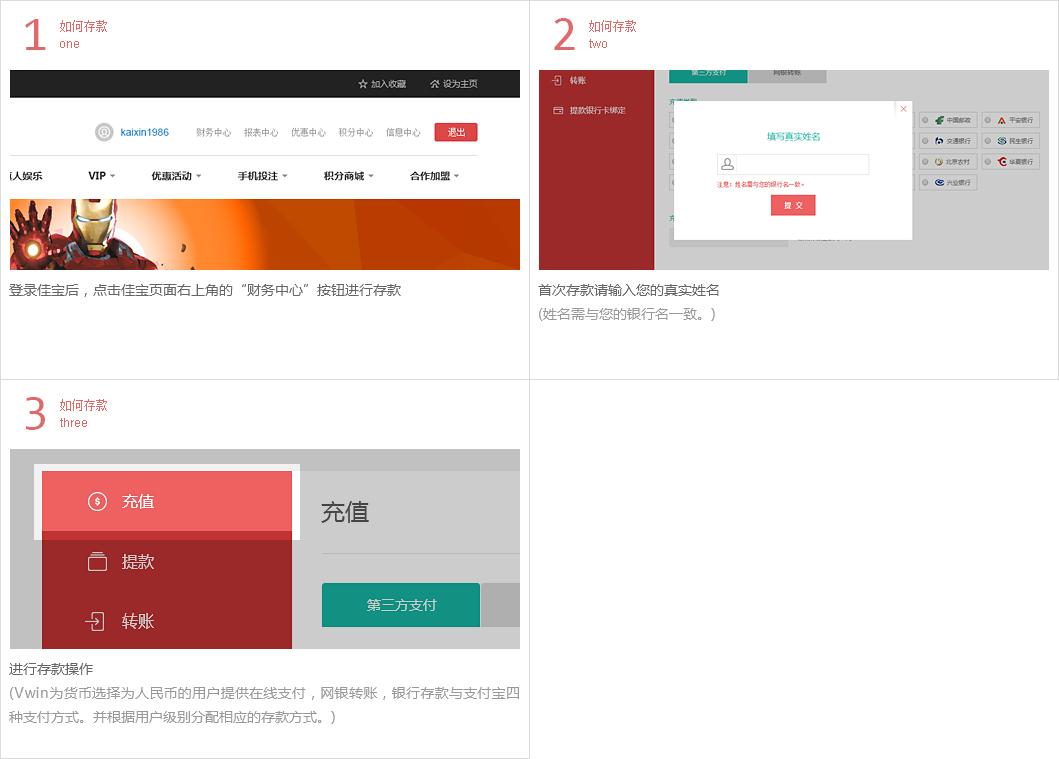 1
如何存款
one
加入收藏 设为主页
kaixin1986 财务中心 报表中心 优惠中心 积分中心 信息中心 退出
真人娱乐 VIP 优惠活动 手机投注 积分商城 合作加盟
登录佳宝后，点击佳宝页面右上角的“财务中心”按钮进行存款
2
如何存款
two
转账
提款银行卡绑定
第三方支付 网银转账
填写真实姓名
注意！姓名需与您的银行名一致。
提 交
中国邮政 平安银行
交通银行 民生银行
北京农村 华夏银行
兴业银行
首次存款请输入您的真实姓名
(姓名需与您的银行名一致。)
3
如何存款
three
充值
提款
转账
充值
第三方支付
进行存款操作
(Vwin为货币选择为人民币的用户提供在线支付，网银转账，银行存款与支付宝四
种支付方式。并根据用户级别分配相应的存款方式。)